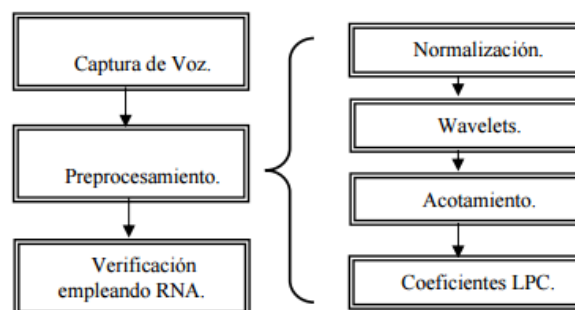 Captura de Voz.
Preprocesamiento.
Verificación
empleando RNA.
Normalización.
Wavelets.
Acotamiento.
Coeficientes LPC.